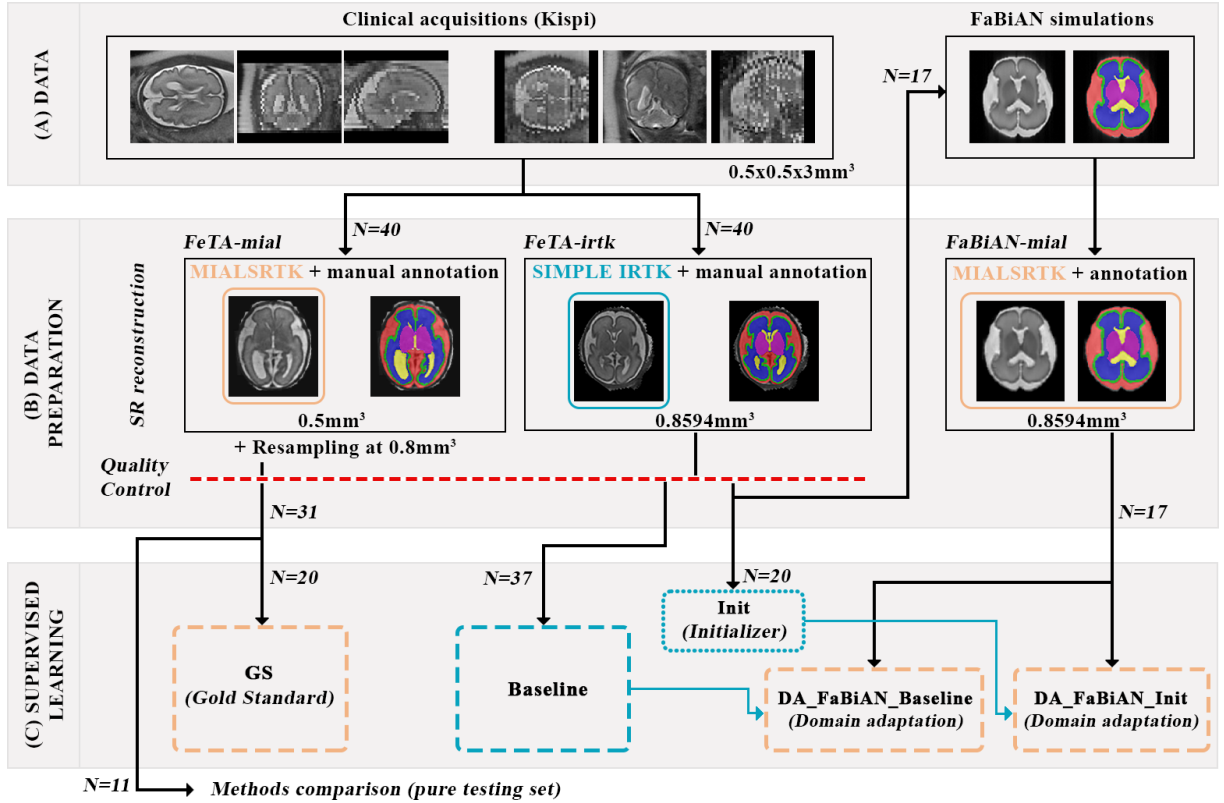 (A) DATA
Clinical acquisitions (Kispi)
FaBiAN simulations
N=17
0.5x0.5x3mm³
(B) DATA
PREPARATION
SR reconstruction
N=40
N=40
FeTA-mial
FeTA-irtk
FaBiAN-mial
MIALSRTK + manual annotation
SIMPLE IRTK + manual annotation
MIALSRTK + annotation
0.5mm³
0.8594mm³
0.8594mm³
+ Resampling at 0.8mm³
Quality
Control
N=31
N=17
(C) SUPERVISED
LEARNING
N=20
N=37
N=20
Init
(Initializer)
GS
(Gold Standard)
Baseline
DA_FaBiAN_Baseline
(Domain adaptation)
DA_FaBiAN_Init
(Domain adaptation)
N=11
Methods comparison (pure testing set)